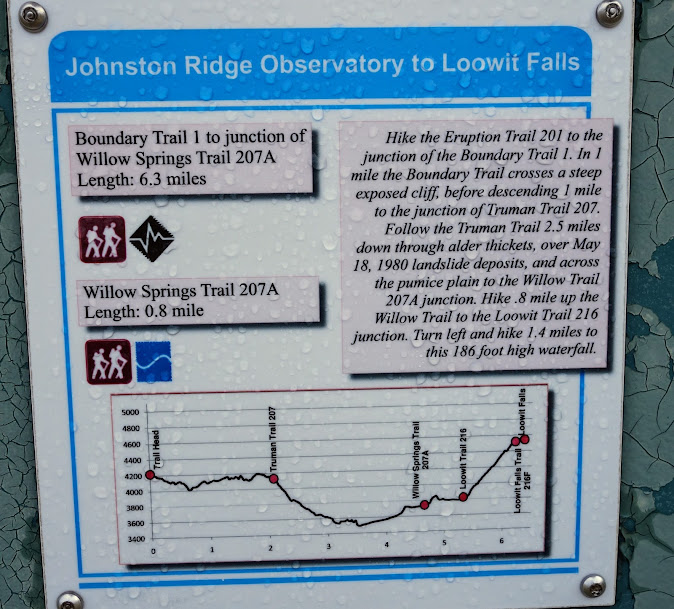 Johnston Ridge Observatory to Loowit Falls
Boundary Trail 1 to junction of
Willow Springs Trail 207A
Length: 6.3 miles
Willow Springs Trail 207A
Length: 0.8 mile
Hike the Eruption Trail 201 to the
junction of the Boundary Trail 1. In 1
mile the Boundary Trail crosses a steep
exposed cliff, before descending 1 mile
to the junction of Truman Trail 207.
Follow the Truman Trail 2.5 miles
down through alder thickets, over May
18, 1980 landslide deposits, and across
the pumice plain to the Willow Trail
207A junction. Hike .8 mile up the
Willow Trail to the Loowit Trail 216
junction. Turn left and hike 1.4 miles to
this 186 foot high waterfall.
5000
4800
4600
4400
4200
4000
3800
3600
3400
0 1 2 3 4 5 6
Trail Head
Truman Trail 207
Willow Springs Trail
207A
Loowit Trail 216
Loowit Falls Trail
216F
Loowit Falls